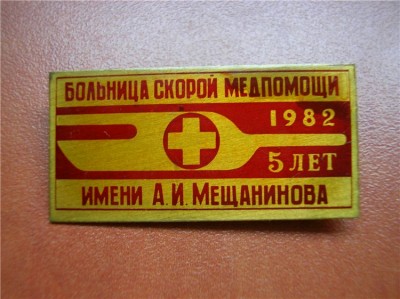 БОЛЬНИЦА СКОРОЙ МЕДПОМОЩИ
1982
5 ЛЕТ
ИМЕНИ А.И. МЕЩАНИНОВА